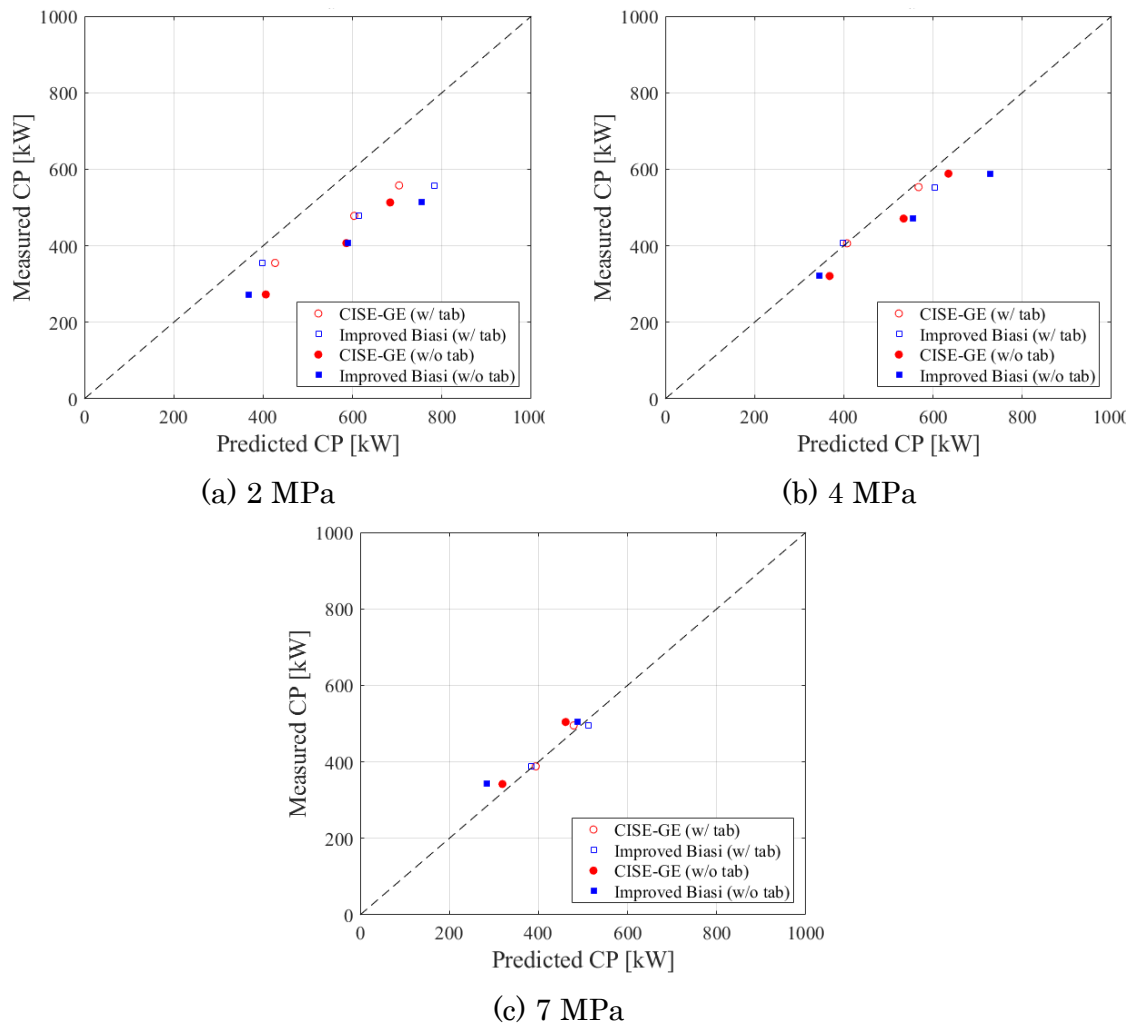 1000
800
600
400
200
0
Measured CP [kW]
CISE-GE (w/ tab)
Improved Biasi (w/ tab)
CISE-GE (w/o tab)
Improved Biasi (w/o tab)
0 200 400 600 800 1000
Predicted CP [kW]
(a) 2 MPa
1000
800
600
400
200
0
Measured CP [kW]
CISE-GE (w/ tab)
Improved Biasi (w/ tab)
CISE-GE (w/o tab)
Improved Biasi (w/o tab)
0 200 400 600 800 1000
Predicted CP [kW]
(b) 4 MPa
1000
800
600
400
200
0
Measured CP [kW]
CISE-GE (w/ tab)
Improved Biasi (w/ tab)
CISE-GE (w/o tab)
Improved Biasi (w/o tab)
0 200 400 600 800 1000
Predicted CP [kW]
(c) 7 MPa